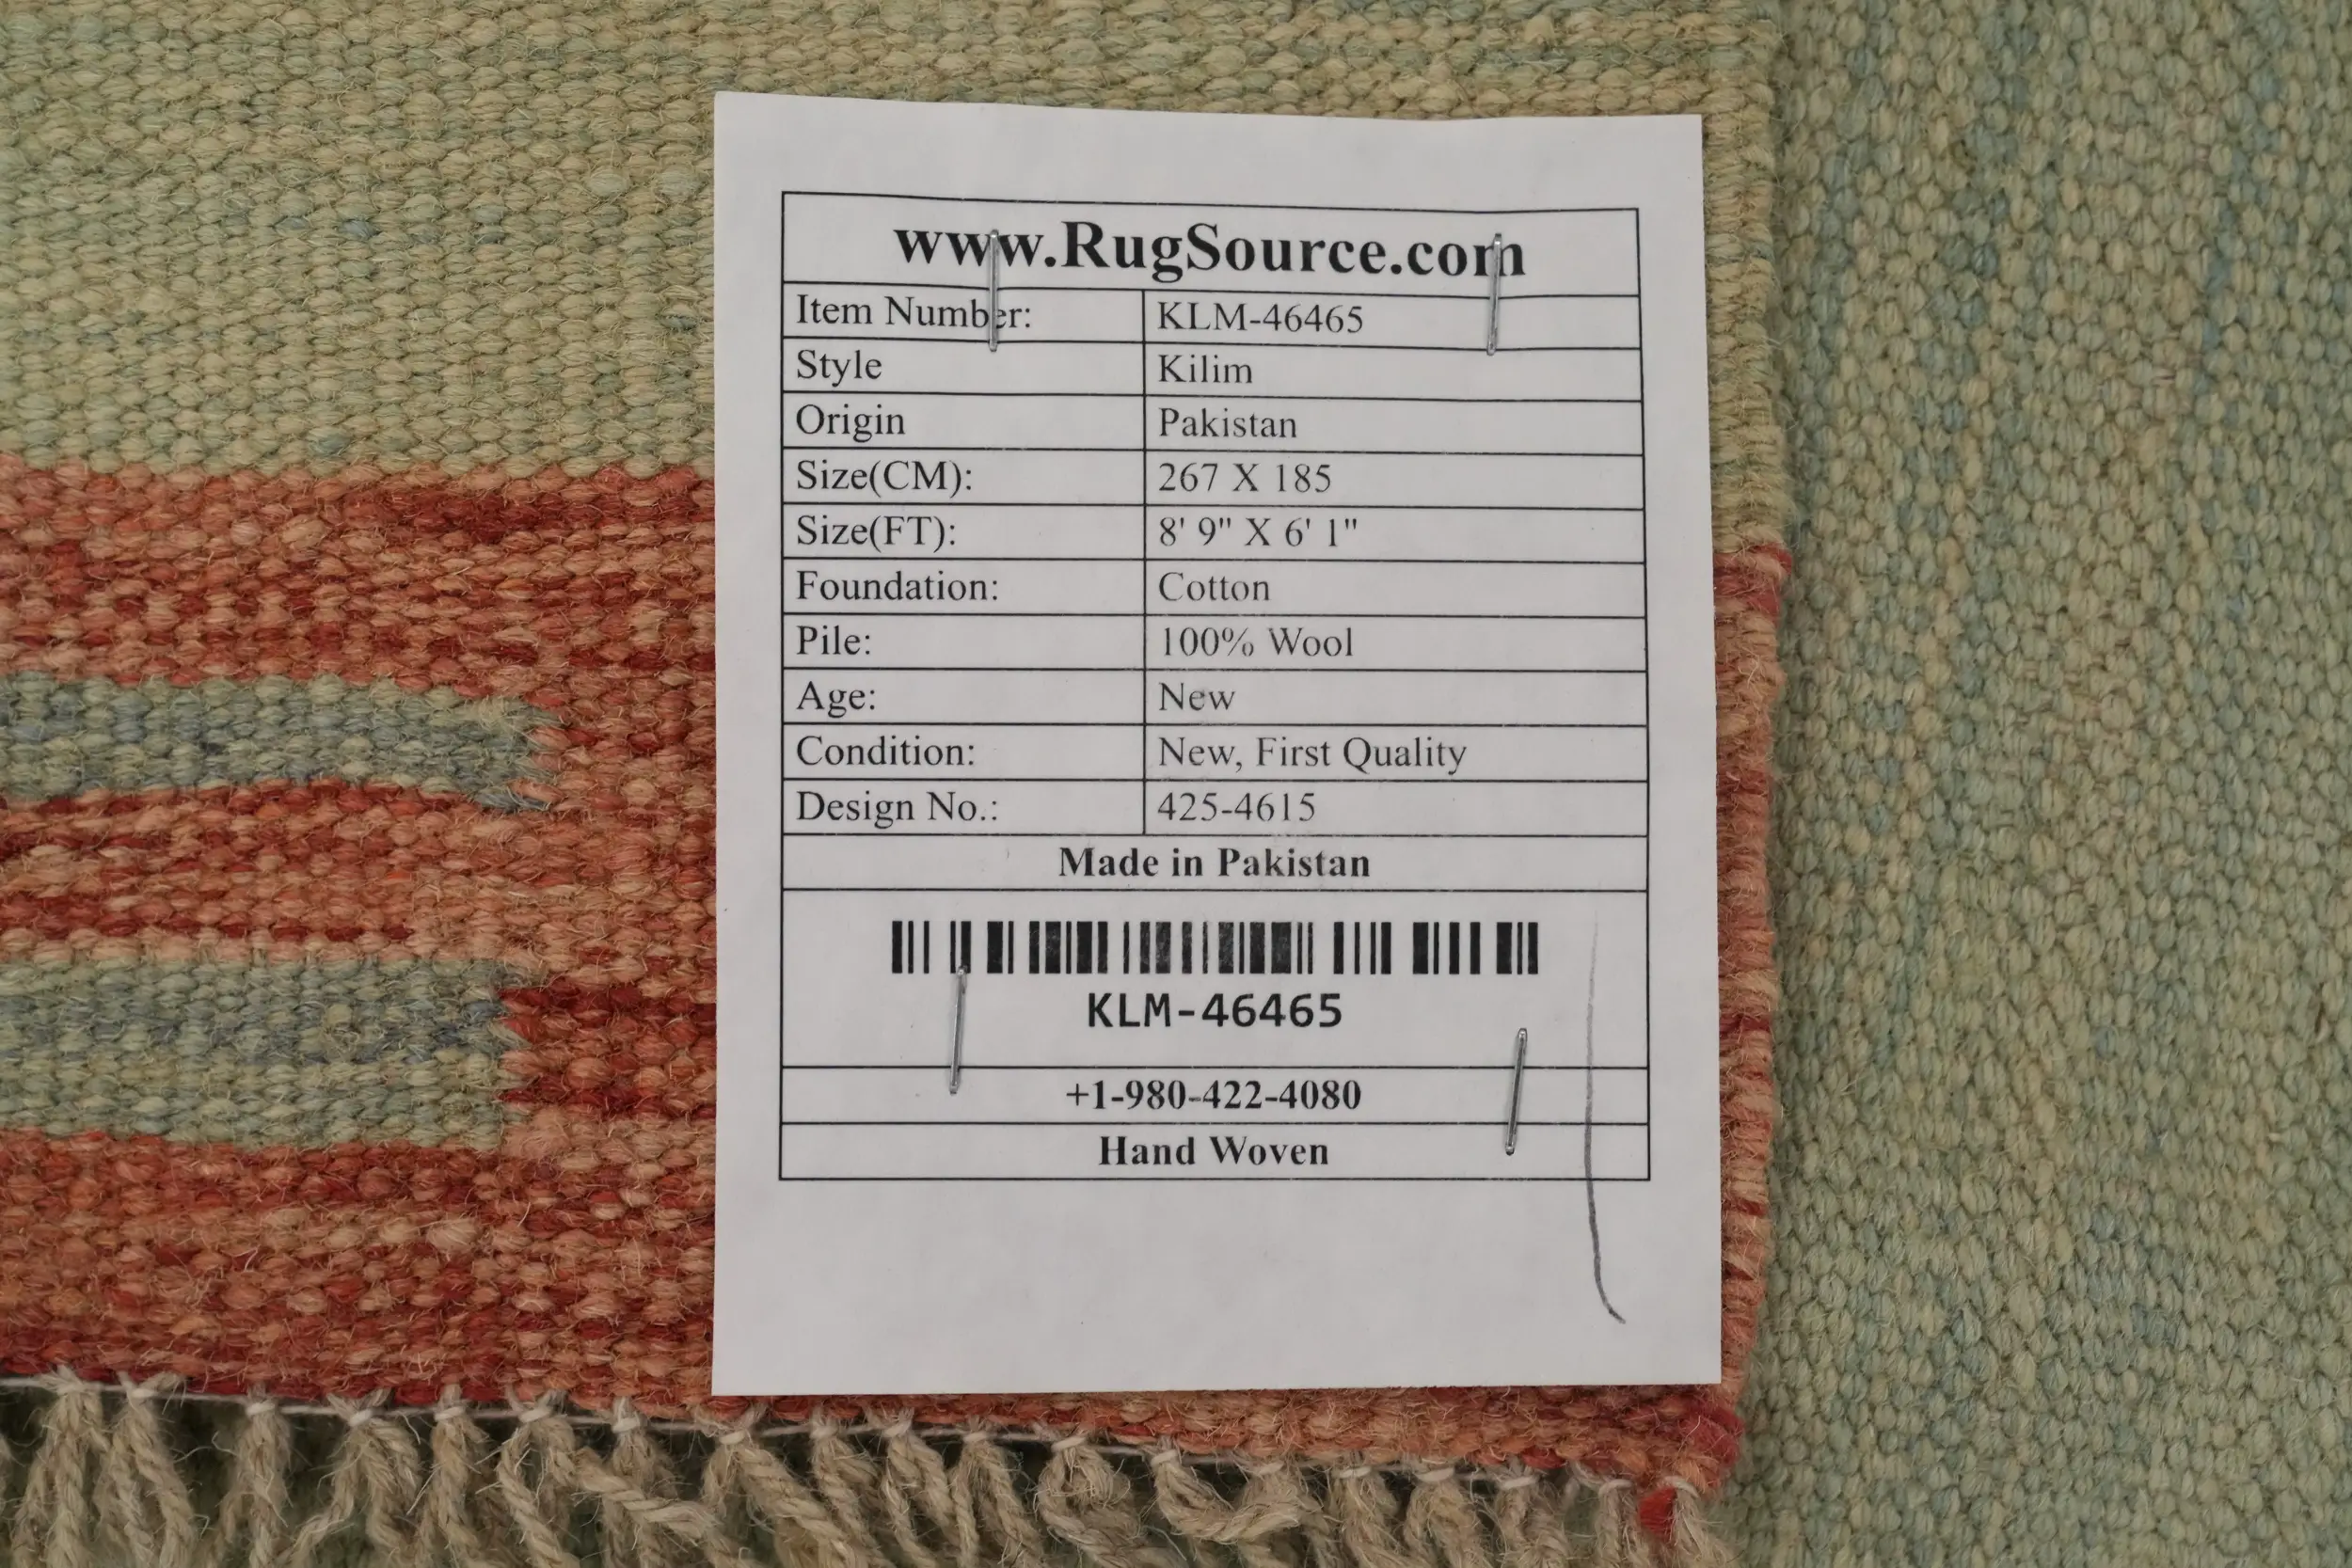 www.RugSource.com
Item Number: KLM-46465
Style Kilim
Origin Pakistan
Size(CM): 267 X 185
Size(FT): 8' 9" X 6' 1"
Foundation: Cotton
Pile: 100% Wool
Age: New
Condition: New, First Quality
Design No.: 425-4615
Made in Pakistan
KLM-46465
+1-980-422-4080
Hand Woven